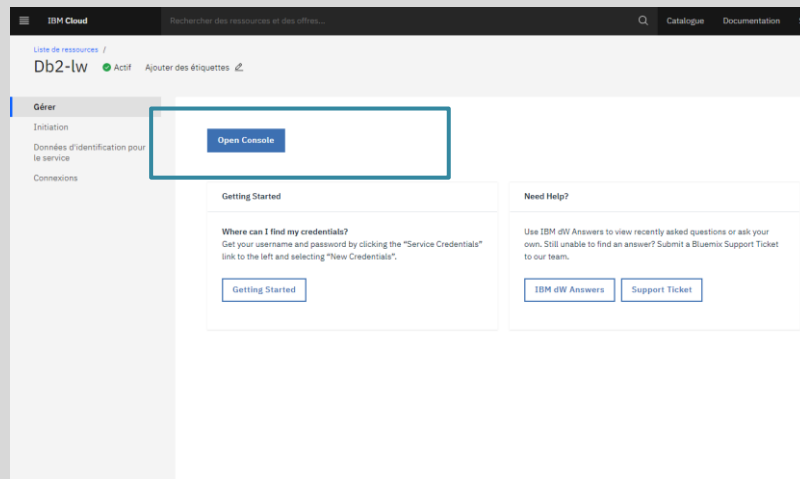 IBM Cloud
Rechercher des ressources et des offres...
Catalogue
Documentation
Liste de ressources /
Db2-lw
Actif
Ajouter des étiquettes
Gérer
Initiation
Données d'identification pour
le service
Connexions
Open Console
Getting Started
Where can I find my credentials?
Get your username and password by clicking the "Service Credentials"
link to the left and selecting "New Credentials".
Getting Started
Need Help?
Use IBM dW Answers to view recently asked questions or ask your
own. Still unable to find an answer? Submit a Bluemix Support Ticket
to our team.
IBM dW Answers
Support Ticket